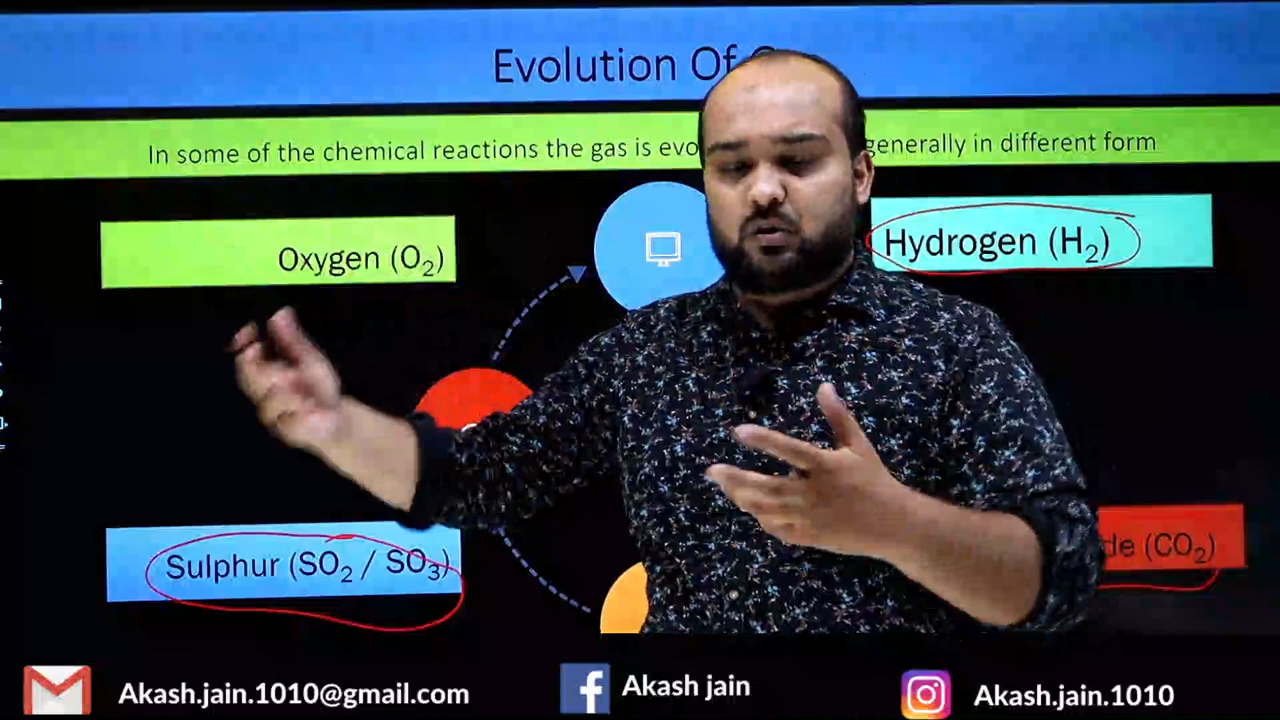 Evolution Of
In some of the chemical reactions the gas is evo generally in different form
Oxygen (O₂)
Hydrogen (H₂)
Sulphur (SO₂ / SO₃)
de (CO₂)
Akash.jain.1010@gmail.com
Akash jain
Akash.jain.1010